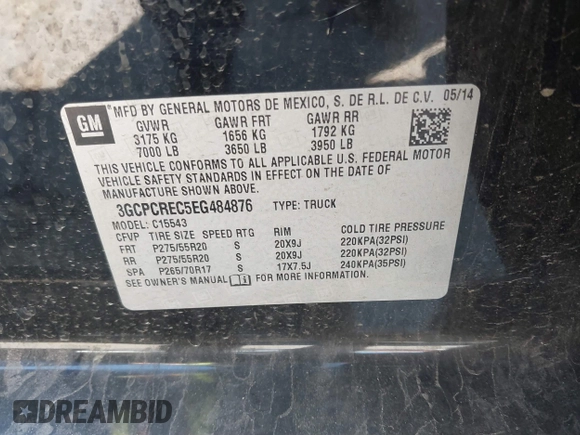 GM
MFD BY GENERAL MOTORS DE MEXICO, S. DE R.L. DE C.V. 05/14
GVWR GAWR FRT GAWR RR
3175 KG 1656 KG 1792 KG
7000 LB 3650 LB 3950 LB
THIS VEHICLE CONFORMS TO ALL APPLICABLE U.S. FEDERAL MOTOR
VEHICLE SAFETY STANDARDS IN EFFECT ON THE DATE OF
MANUFACTURE SHOWN ABOVE.
3GCPCREC5EG484876 TYPE: TRUCK
MODEL: C15543
CFVP TIRE SIZE SPEED RTG RIM COLD TIRE PRESSURE
FRT P275/55R20 S 20X9J 220KPA(32PSI)
RR P275/55R20 S 20X9J 220KPA(32PSI)
SPA P265/70R17 S 17X7.5J 240KPA(35PSI)
SEE OWNER'S MANUAL FOR MORE INFORMATION.
DREAMBID